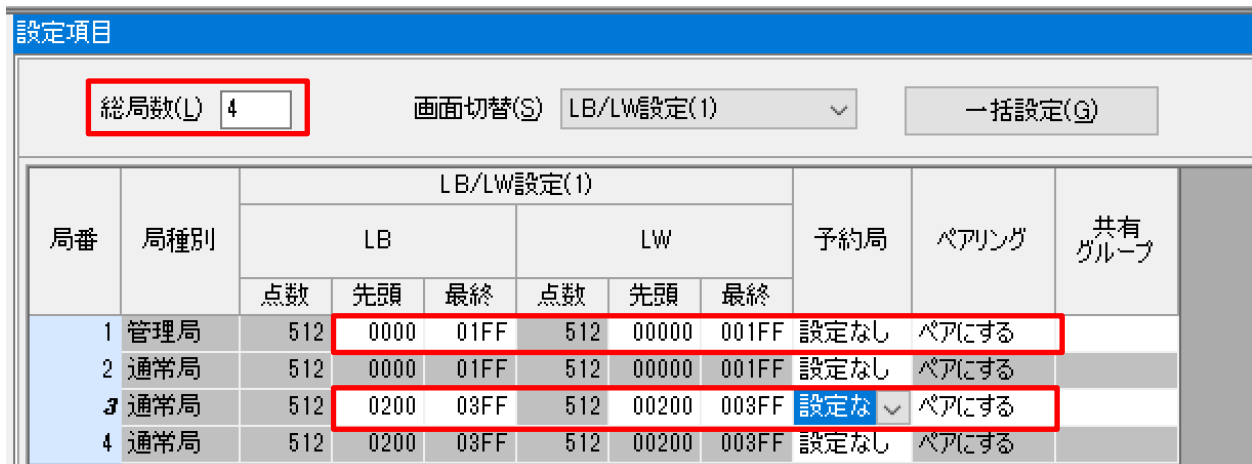 設定項目
総局数(L) 4 画面切替(S) LB/LW設定(1) 一括設定(G)
LB/LW設定(1)
局番 局種別 LB LW 予約局 ペアリング 共有
グループ
点数 先頭 最終 点数 先頭 最終
1 管理局 512 0000 01FF 512 00000 001FF 設定なし ペアにする
2 通常局 512 0000 01FF 512 00000 001FF 設定なし ペアにする
3 通常局 512 0200 03FF 512 00200 003FF 設定な ペアにする
4 通常局 512 0200 03FF 512 00200 003FF 設定なし ペアにする